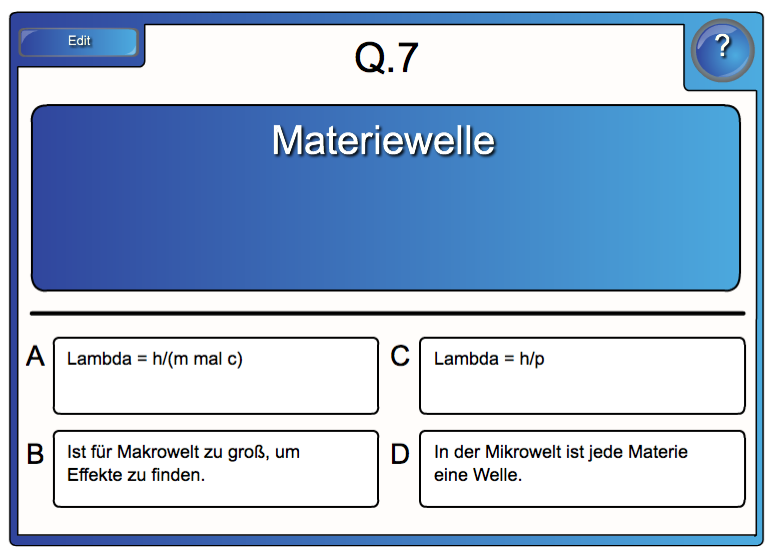 Edit
Q.7
?
Materiewelle
A
Lambda = h/(m mal c)
C
Lambda = h/p
B
Ist für Makrowelt zu groß, um
Effekte zu finden.
D
In der Mikrowelt ist jede Materie
eine Welle.